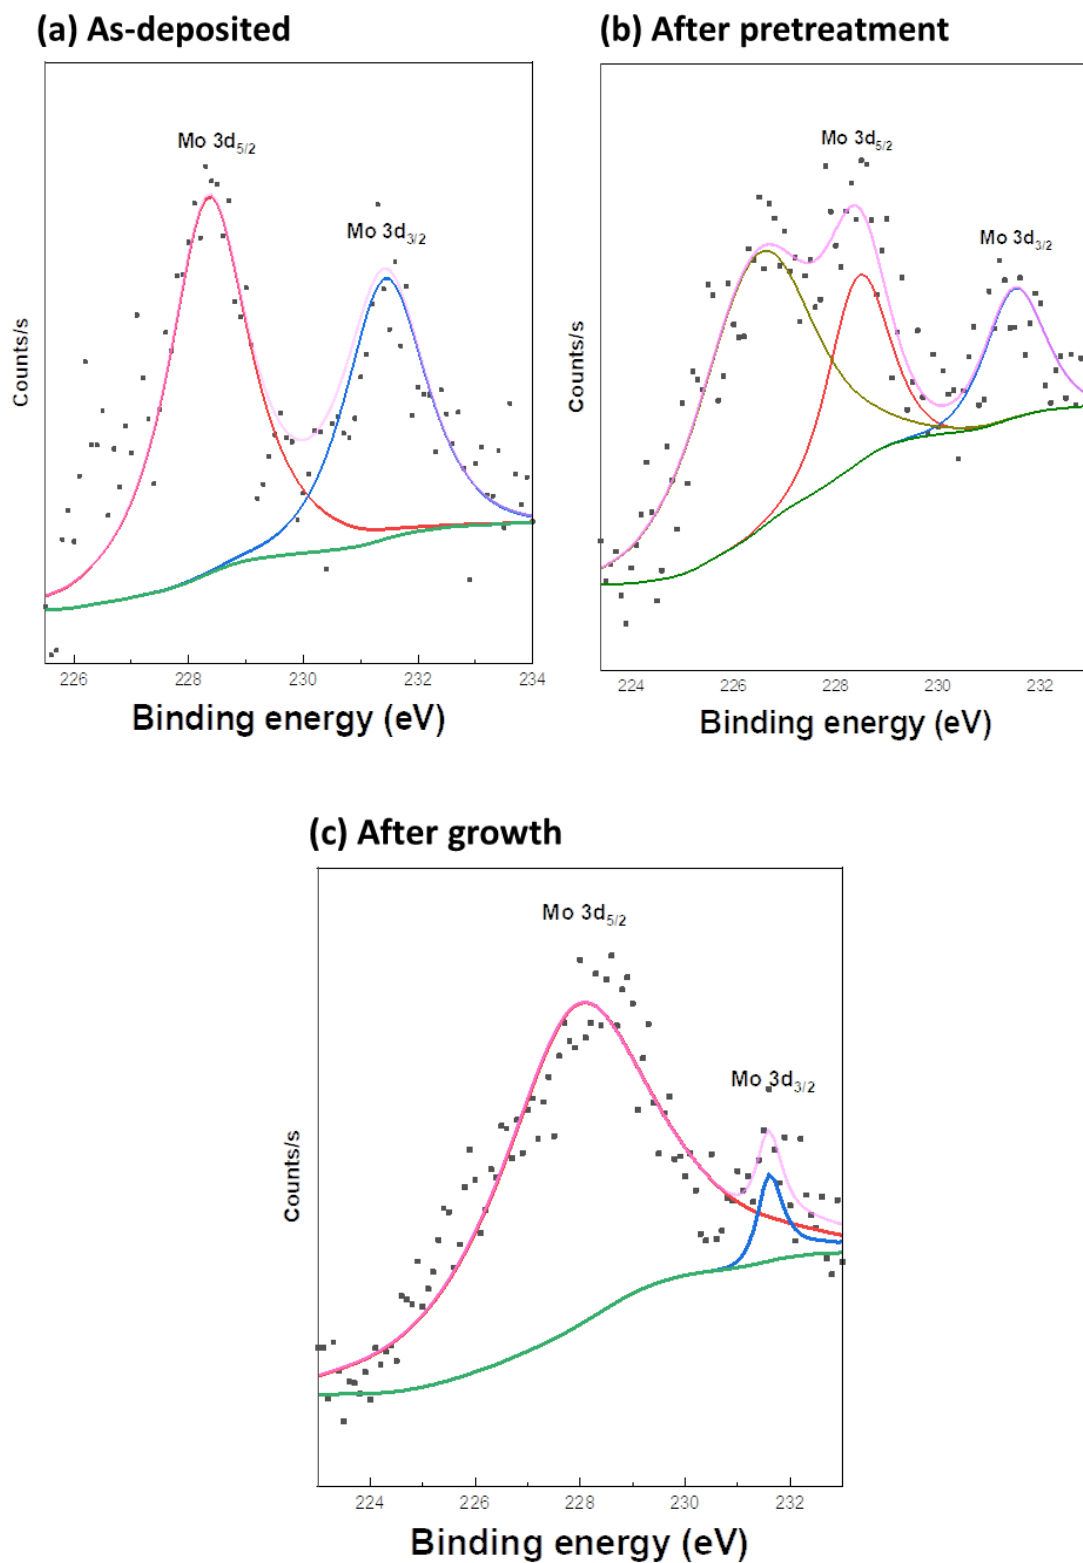 (a) As-deposited
Mo 3d5/2
Mo 3d3/2
Counts/s
226 228 230 232 234
Binding energy (eV)
(b) After pretreatment
Mo 3d5/2
Mo 3d3/2
Counts/s
224 226 228 230 232
Binding energy (eV)
(c) After growth
Mo 3d5/2
Mo 3d3/2
Counts/s
224 226 228 230 232
Binding energy (eV)